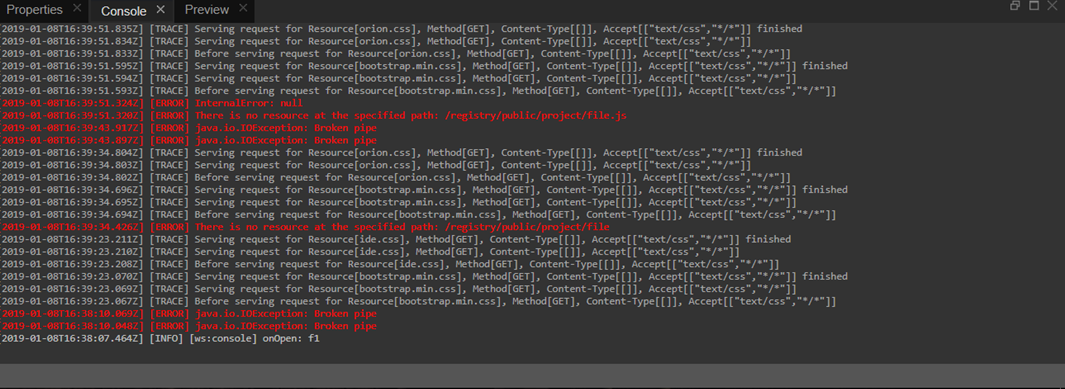 Properties
Console
Preview
[2019-01-08T16:39:51.835Z] [TRACE] Serving request for Resource[orion.css], Method[GET], Content-Type[[]], Accept[["text/css","*/*"]] finished
[2019-01-08T16:39:51.834Z] [TRACE] Serving request for Resource[orion.css], Method[GET], Content-Type[[]], Accept[["text/css","*/*"]]
[2019-01-08T16:39:51.833Z] [TRACE] Before serving request for Resource[orion.css], Method[GET], Content-Type[[]], Accept[["text/css","*/*"]]
[2019-01-08T16:39:51.595Z] [TRACE] Serving request for Resource[bootstrap.min.css], Method[GET], Content-Type[[]], Accept[["text/css","*/*"]] finished
[2019-01-08T16:39:51.594Z] [TRACE] Serving request for Resource[bootstrap.min.css], Method[GET], Content-Type[[]], Accept[["text/css","*/*"]]
[2019-01-08T16:39:51.593Z] [TRACE] Before serving request for Resource[bootstrap.min.css], Method[GET], Content-Type[[]], Accept[["text/css","*/*"]]
[2019-01-08T16:39:51.324Z] [ERROR] InternalError: null
[2019-01-08T16:39:51.320Z] [ERROR] There is no resource at the specified path: /registry/public/project/file.js
[2019-01-08T16:39:43.917Z] [ERROR] java.io.IOException: Broken pipe
[2019-01-08T16:39:43.897Z] [ERROR] java.io.IOException: Broken pipe
[2019-01-08T16:39:34.804Z] [TRACE] Serving request for Resource[orion.css], Method[GET], Content-Type[[]], Accept[["text/css","*/*"]] finished
[2019-01-08T16:39:34.803Z] [TRACE] Serving request for Resource[orion.css], Method[GET], Content-Type[[]], Accept[["text/css","*/*"]]
[2019-01-08T16:39:34.802Z] [TRACE] Before serving request for Resource[orion.css], Method[GET], Content-Type[[]], Accept[["text/css","*/*"]]
[2019-01-08T16:39:34.696Z] [TRACE] Serving request for Resource[bootstrap.min.css], Method[GET], Content-Type[[]], Accept[["text/css","*/*"]] finished
[2019-01-08T16:39:34.695Z] [TRACE] Serving request for Resource[bootstrap.min.css], Method[GET], Content-Type[[]], Accept[["text/css","*/*"]]
[2019-01-08T16:39:34.694Z] [TRACE] Before serving request for Resource[bootstrap.min.css], Method[GET], Content-Type[[]], Accept[["text/css","*/*"]]
[2019-01-08T16:39:34.426Z] [ERROR] There is no resource at the specified path: /registry/public/project/file
[2019-01-08T16:39:23.211Z] [TRACE] Serving request for Resource[ide.css], Method[GET], Content-Type[[]], Accept[["text/css","*/*"]] finished
[2019-01-08T16:39:23.210Z] [TRACE] Serving request for Resource[ide.css], Method[GET], Content-Type[[]], Accept[["text/css","*/*"]]
[2019-01-08T16:39:23.208Z] [TRACE] Before serving request for Resource[ide.css], Method[GET], Content-Type[[]], Accept[["text/css","*/*"]]
[2019-01-08T16:39:23.070Z] [TRACE] Serving request for Resource[bootstrap.min.css], Method[GET], Content-Type[[]], Accept[["text/css","*/*"]] finished
[2019-01-08T16:39:23.069Z] [TRACE] Serving request for Resource[bootstrap.min.css], Method[GET], Content-Type[[]], Accept[["text/css","*/*"]]
[2019-01-08T16:39:23.067Z] [TRACE] Before serving request for Resource[bootstrap.min.css], Method[GET], Content-Type[[]], Accept[["text/css","*/*"]]
[2019-01-08T16:38:10.069Z] [ERROR] java.io.IOException: Broken pipe
[2019-01-08T16:38:10.048Z] [ERROR] java.io.IOException: Broken pipe
[2019-01-08T16:38:07.464Z] [INFO] [ws:console] onOpen: f1